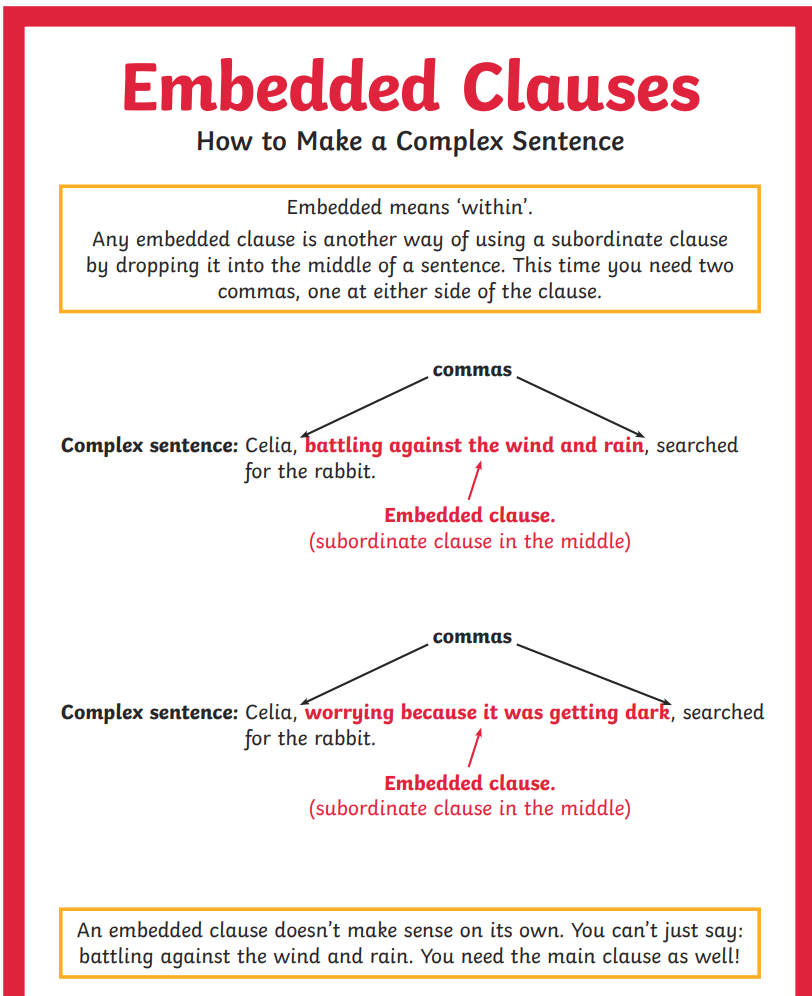 Embedded Clauses
How to Make a Complex Sentence
Embedded means ‘within’.
Any embedded clause is another way of using a subordinate clause
by dropping it into the middle of a sentence. This time you need two
commas, one at either side of the clause.
commas
Complex sentence: Celia, battling against the wind and rain, searched
for the rabbit.
Embedded clause.
(subordinate clause in the middle)
commas
Complex sentence: Celia, worrying because it was getting dark, searched
for the rabbit.
Embedded clause.
(subordinate clause in the middle)
An embedded clause doesn’t make sense on its own. You can’t just say:
battling against the wind and rain. You need the main clause as well!